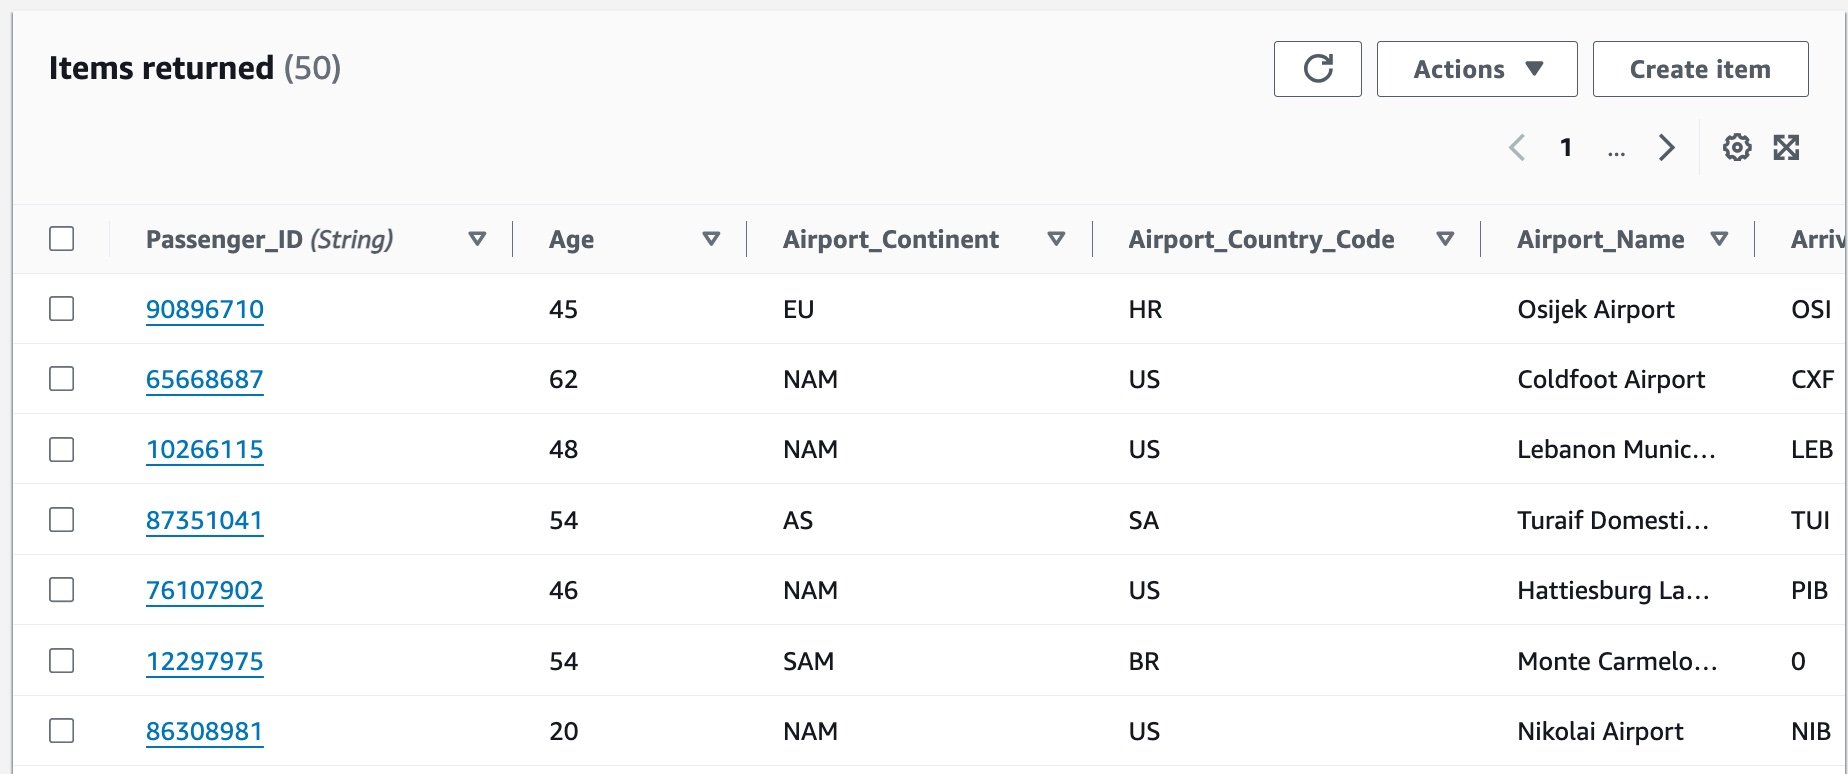 Items returned (50)
Actions
Create item
1 ...
Passenger_ID (String) Age Airport_Continent Airport_Country_Code Airport_Name Arriv
90896710 45 EU HR Osijek Airport OSI
65668687 62 NAM US Coldfoot Airport CXF
10266115 48 NAM US Lebanon Munic... LEB
87351041 54 AS SA Turaif Domesti... TUI
76107902 46 NAM US Hattiesburg La... PIB
12297975 54 SAM BR Monte Carmelo... 0
86308981 20 NAM US Nikolai Airport NIB